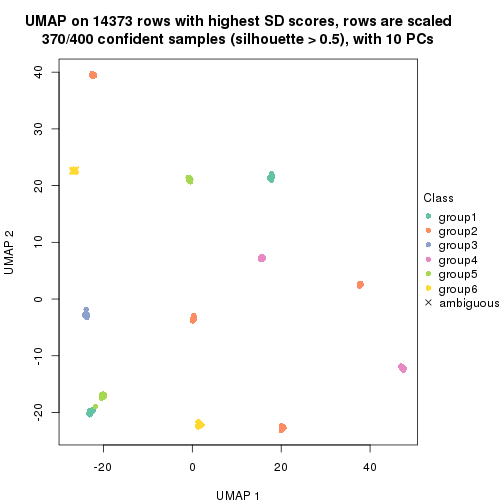 UMAP on 14373 rows with highest SD scores, rows are scaled
370/400 confident samples (silhouette > 0.5), with 10 PCs
40
30
20
10
0
-10
-20
UMAP 2
-20
0
20
40
UMAP 1
Class
group1
group2
group3
group4
group5
group6
ambiguous